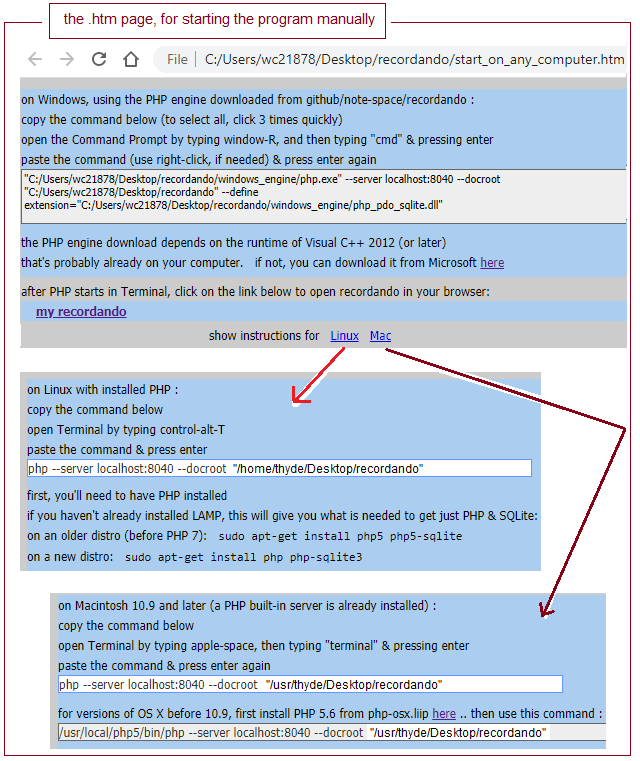 the .htm page, for starting the program manually
File C:/Users/wc21878/Desktop/recordando/start_on_any_computer.htm
on Windows, using the PHP engine downloaded from github/note-space/recordando :
copy the command below (to select all, click 3 times quickly)
open the Command Prompt by typing window-R, and then typing "cmd" & pressing enter
paste the command (use right-click, if needed) & press enter again
"C:/Users/wc21878/Desktop/recordando/windows_engine/php.exe" --server localhost:8040 --docroot
"C:/Users/wc21878/Desktop/recordando" --define
extension="C:/Users/wc21878/Desktop/recordando/windows_engine/php_pdo_sqlite.dll"
the PHP engine download depends on the runtime of Visual C++ 2012 (or later)
that's probably already on your computer. if not, you can download it from Microsoft here
after PHP starts in Terminal, click on the link below to open recordando in your browser:
my recordando
show instructions for Linux Mac
on Linux with installed PHP :
copy the command below
open Terminal by typing control-alt-T
paste the command & press enter
php --server localhost:8040 --docroot "/home/thyde/Desktop/recordando"
first, you'll need to have PHP installed
if you haven't already installed LAMP, this will give you what is needed to get just PHP & SQLite:
on an older distro (before PHP 7): sudo apt-get install php5 php5-sqlite
on a new distro: sudo apt-get install php php-sqlite3
on Macintosh 10.9 and later (a PHP built-in server is already installed) :
copy the command below
open Terminal by typing apple-space, then typing "terminal" & pressing enter
paste the command & press enter again
php --server localhost:8040 --docroot "/usr/thyde/Desktop/recordando"
for versions of OS X before 10.9, first install PHP 5.6 from php-osx.liip here .. then use this command :
/usr/local/php5/bin/php --server localhost:8040 --docroot "/usr/thyde/Desktop/recordando"